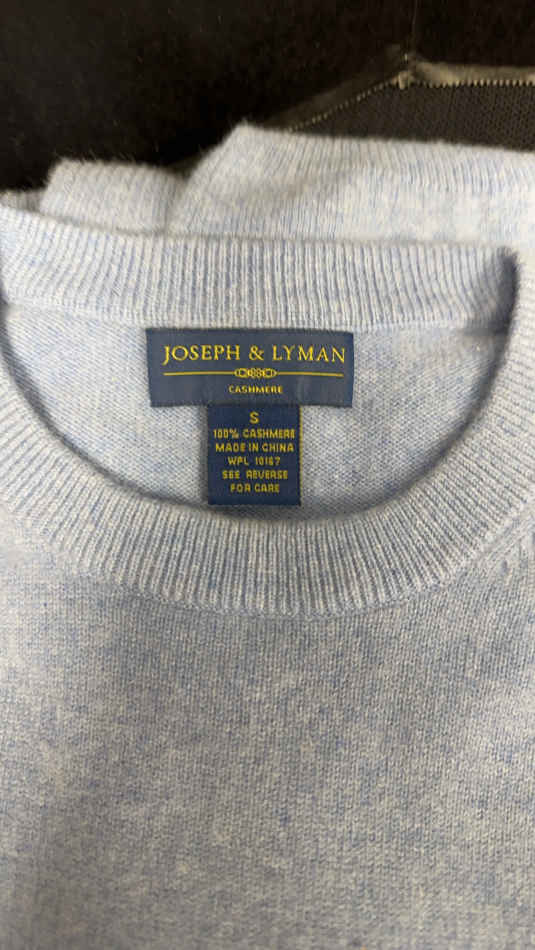 JOSEPH & LYMAN
CASHMERE
S
100% CASHMERE
MADE IN CHINA
WPL 10167
SEE REVERSE
FOR CARE